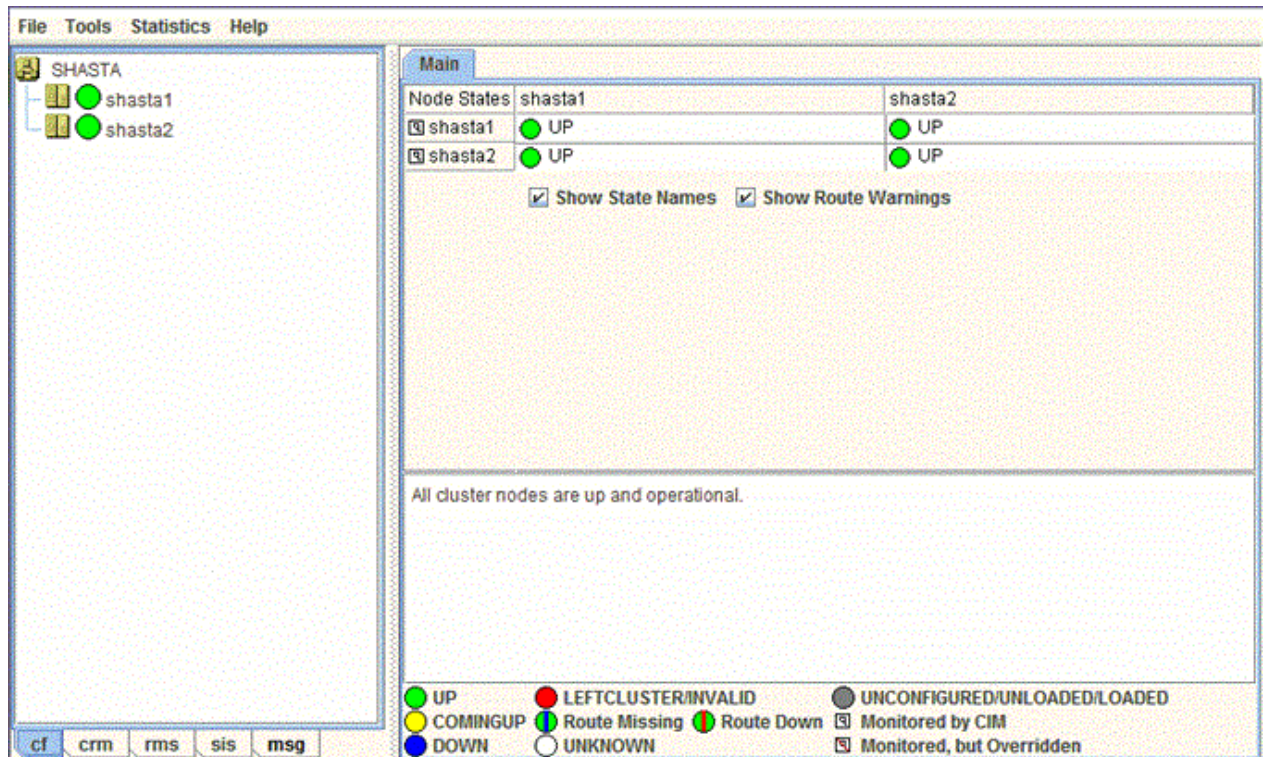 File Tools Statistics Help
SHASTA
shasta1
shasta2
cf crm rms sis msg
Main
Node States shasta1 shasta2
shasta1 UP UP
shasta2 UP UP
Show State Names Show Route Warnings
All cluster nodes are up and operational.
UP LEFTCLUSTER/INVALID UNCONFIGURED/UNLOADED/LOADED
COMINGUP Route Missing Route Down Monitored by CIM
DOWN UNKNOWN Monitored, but Overridden